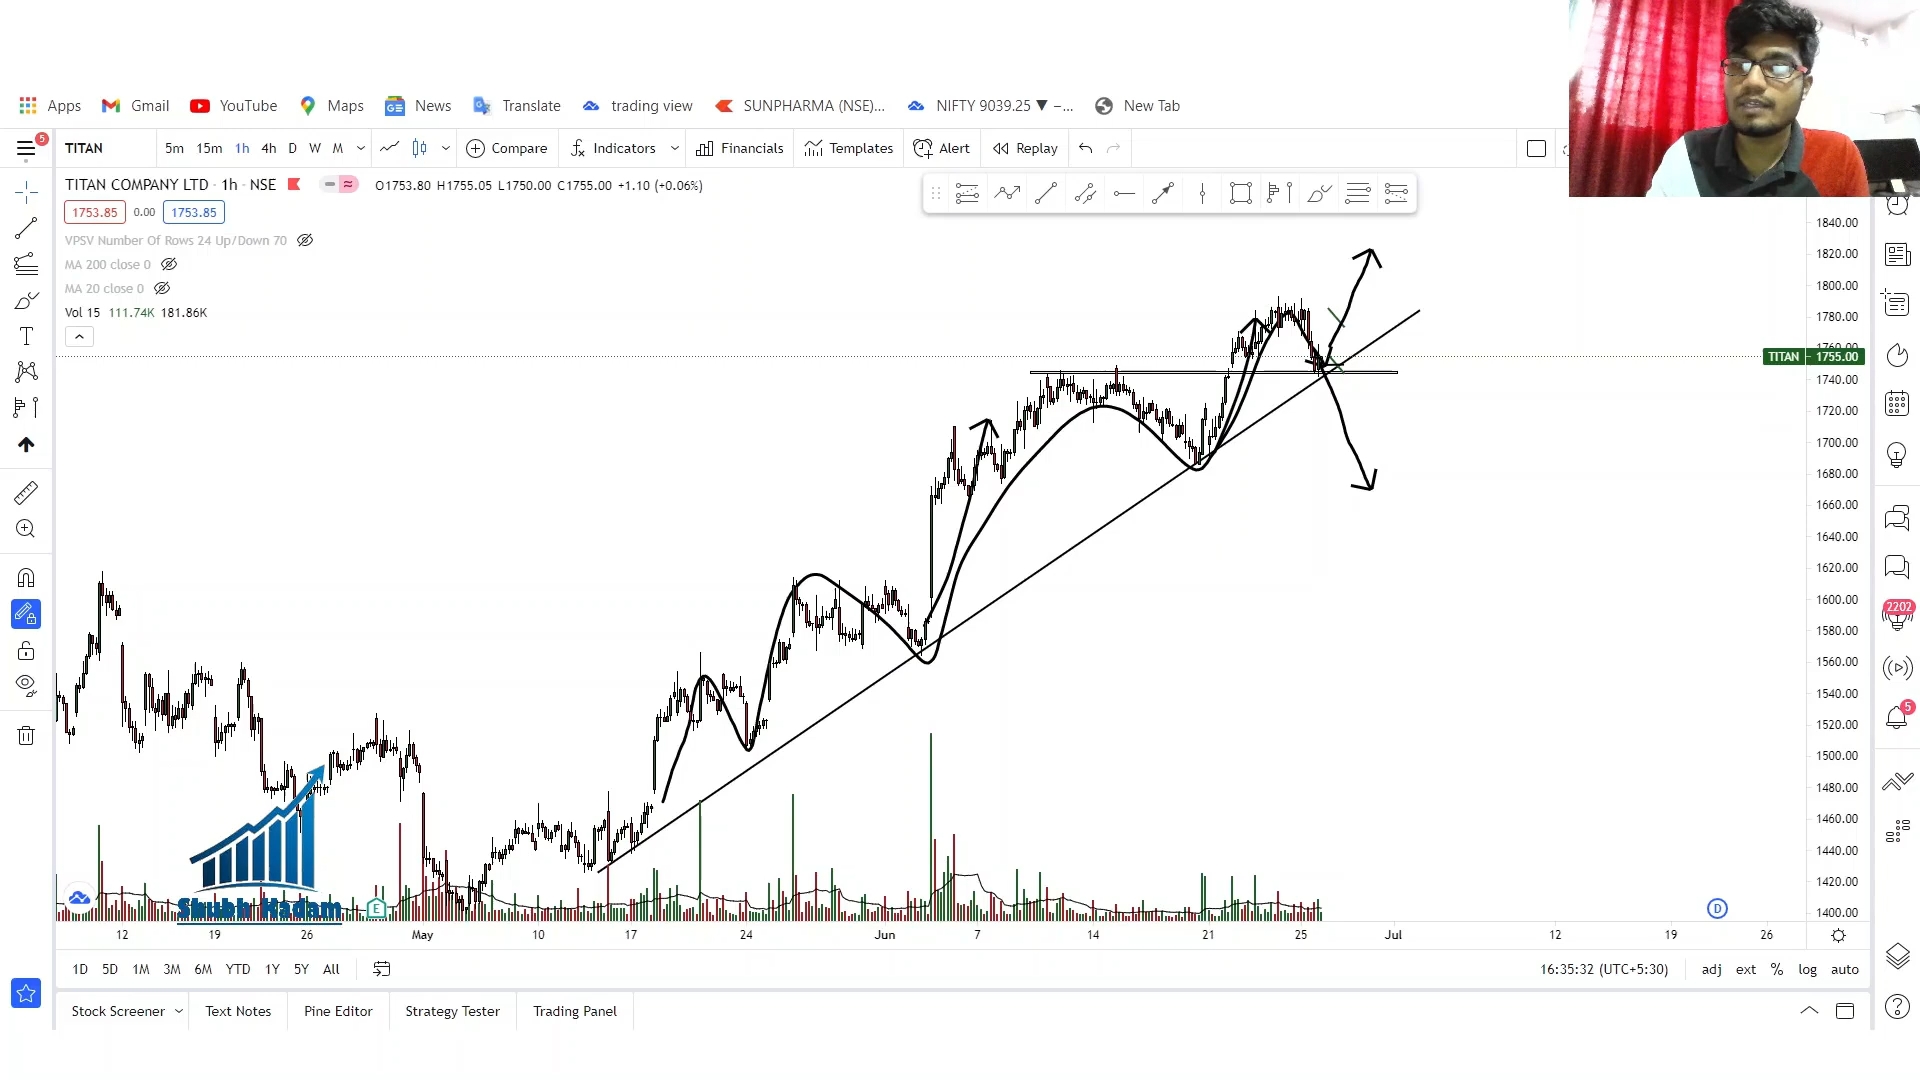 Apps Gmail YouTube Maps News Translate trading view SUNPHARMA (NSE)... NIFTY 9039.25 ▼ −... New Tab
5 TITAN 5m 15m 1h 4h D W M Compare Indicators Financials Templates Alert Replay
TITAN COMPANY LTD · 1h · NSE O1753.80 H1755.05 L1750.00 C1755.00 +1.10 (+0.06%)
1753.85 0.00 1753.85
VPSV Number Of Rows 24 Up/Down 70
MA 200 close 0
MA 20 close 0
Vol 15 111.74K 181.86K
1840.00
1820.00
1800.00
1780.00
1760.00
TITAN 1755.00
1740.00
1720.00
1700.00
1680.00
1660.00
1640.00
1620.00
1600.00
1580.00
1560.00
1540.00
1520.00
1500.00
1480.00
1460.00
1440.00
1420.00
1400.00
2202
5
Shubh Kadam
E
D
12 19 26 May 10 17 24 Jun 7 14 21 25 Jul 12 19 26
1D 5D 1M 3M 6M YTD 1Y 5Y All 16:35:32 (UTC+5:30) adj ext % log auto
Stock Screener Text Notes Pine Editor Strategy Tester Trading Panel